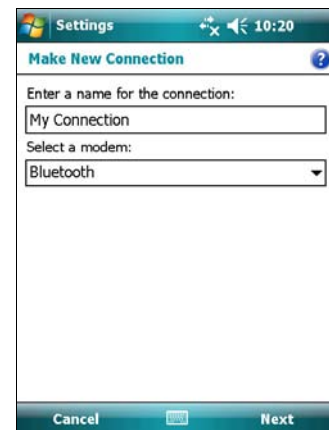 Settings 10:20
Make New Connection ?
Enter a name for the connection:
My Connection
Select a modem:
Bluetooth
Cancel Next